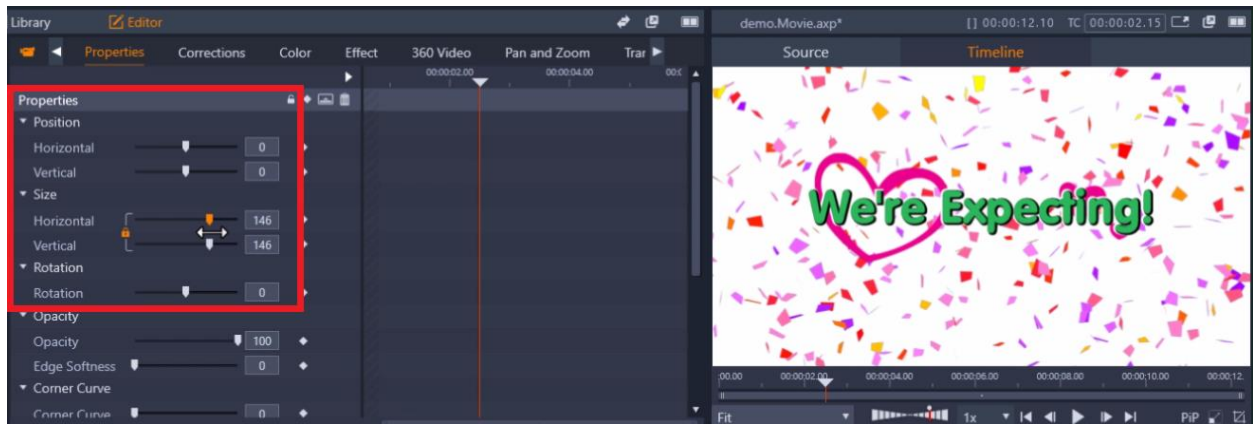 Library Editor
demo.Movie.axp* [] 00:00:12.10 TC 00:00:02.15
Properties Corrections Color Effect 360 Video Pan and Zoom
Source Timeline
00:00:02.00 00:00:04.00
Properties
Position
Horizontal 0
Vertical 0
Size
Horizontal 146
Vertical 146
Rotation
Rotation 0
Opacity
Opacity 100
Edge Softness 0
Corner Curve
Corner Curve 0
We're Expecting!
:00.00 00:00:02.00 00:00:04.00 00:00:06.00 00:00:08.00 00:00:10.00 00:00:12.
Fit 1x PiP